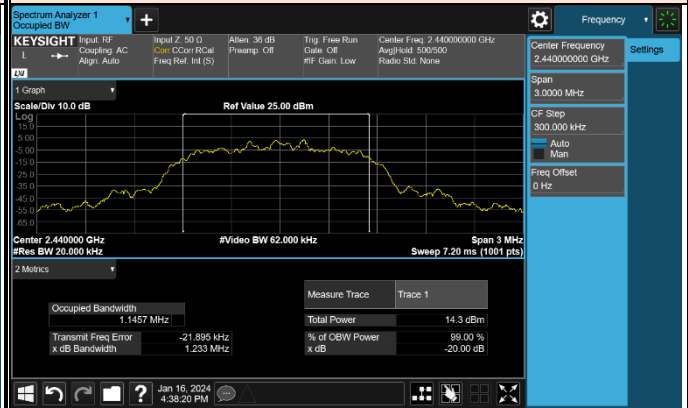 Spectrum Analyzer 1
Occupied BW
Frequency
KEYSIGHT
L
Input: RF
Coupling: AC
Align: Auto
Input Z: 50 Ω
Corr CCorr RCal
Freq Ref: Int (S)
Atten: 36 dB
Preamp: Off
Trig: Free Run
Gate: Off
#IF Gain: Low
Center Freq: 2.440000000 GHz
Avg|Hold: 500/500
Radio Std: None
Center Frequency
2.440000000 GHz
Settings
Span
3.0000 MHz
CF Step
300.000 kHz
Auto
Man
Freq Offset
0 Hz
1 Graph
Scale/Div 10.0 dB
Ref Value 25.00 dBm
Log
15.0
5.00
-5.00
-15.0
-25.0
-35.0
-45.0
-55.0
-65.0
Center 2.440000 GHz
#Res BW 20.000 kHz
#Video BW 62.000 kHz
Span 3 MHz
Sweep 7.20 ms (1001 pts)
2 Metrics
Measure Trace
Trace 1
Occupied Bandwidth
1.1457 MHz
Total Power
14.3 dBm
Transmit Freq Error
-21.895 kHz
% of OBW Power
99.00 %
x dB Bandwidth
1.233 MHz
x dB
-20.00 dB
?
Jan 16, 2024
4:38:20 PM